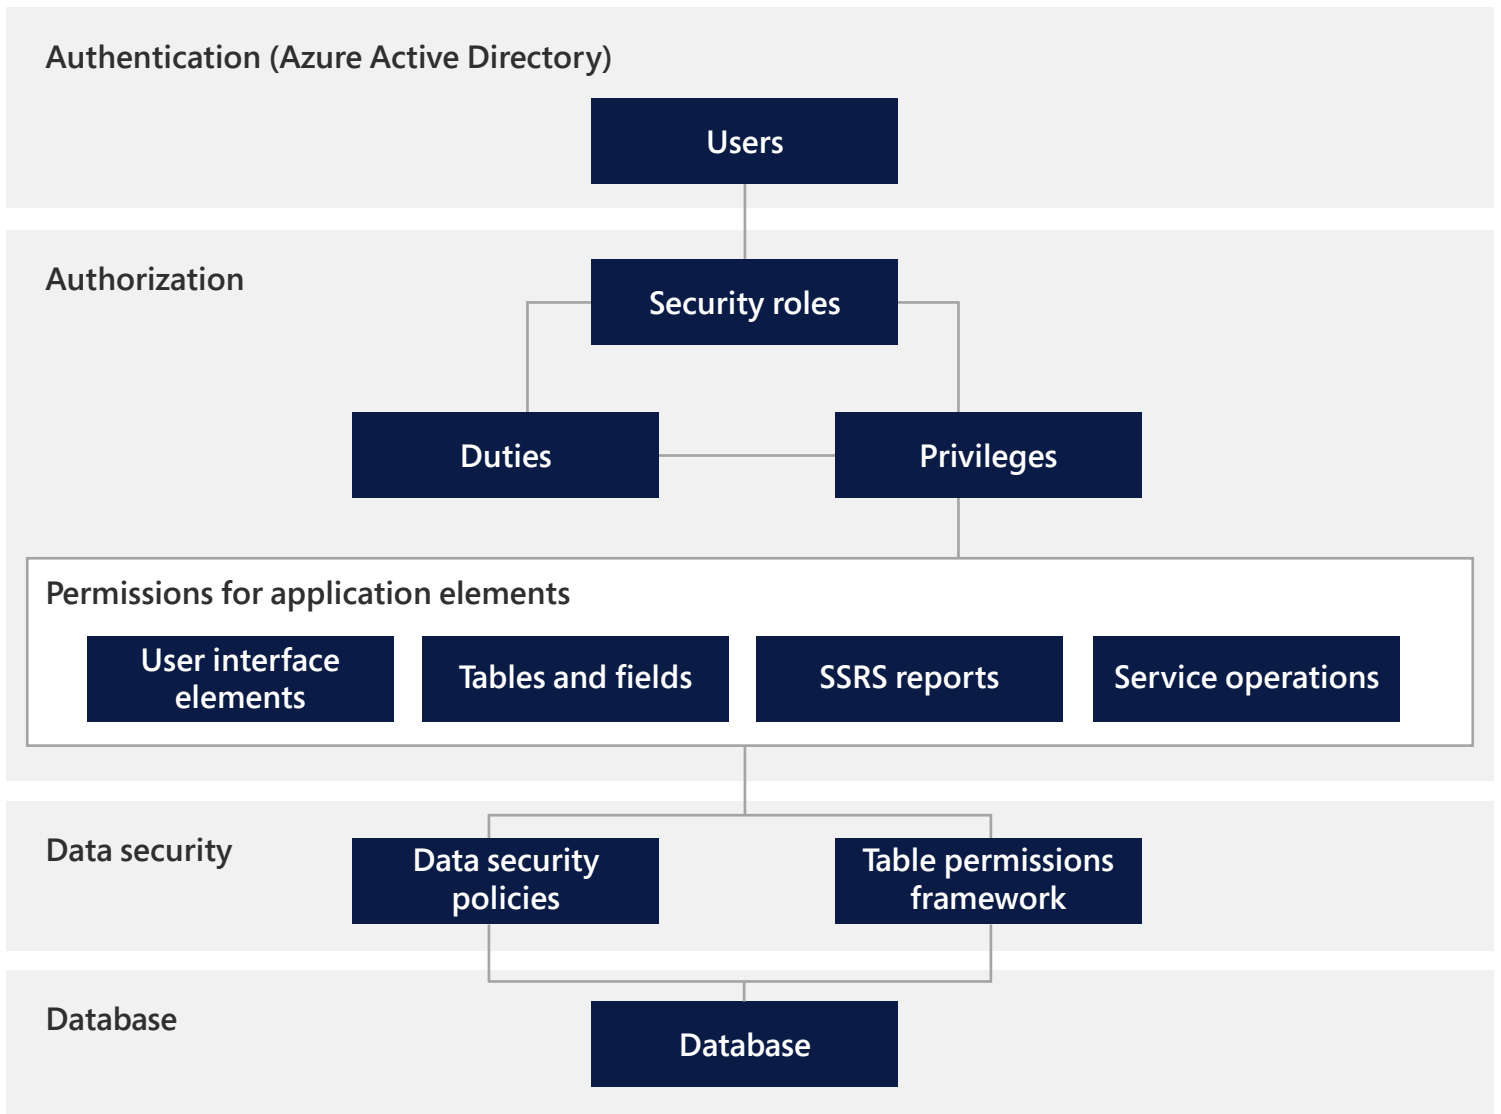 Authentication (Azure Active Directory)
Users
Authorization
Security roles
Duties
Privileges
Permissions for application elements
User interface
elements
Tables and fields
SSRS reports
Service operations
Data security
Data security
policies
Table permissions
framework
Database
Database